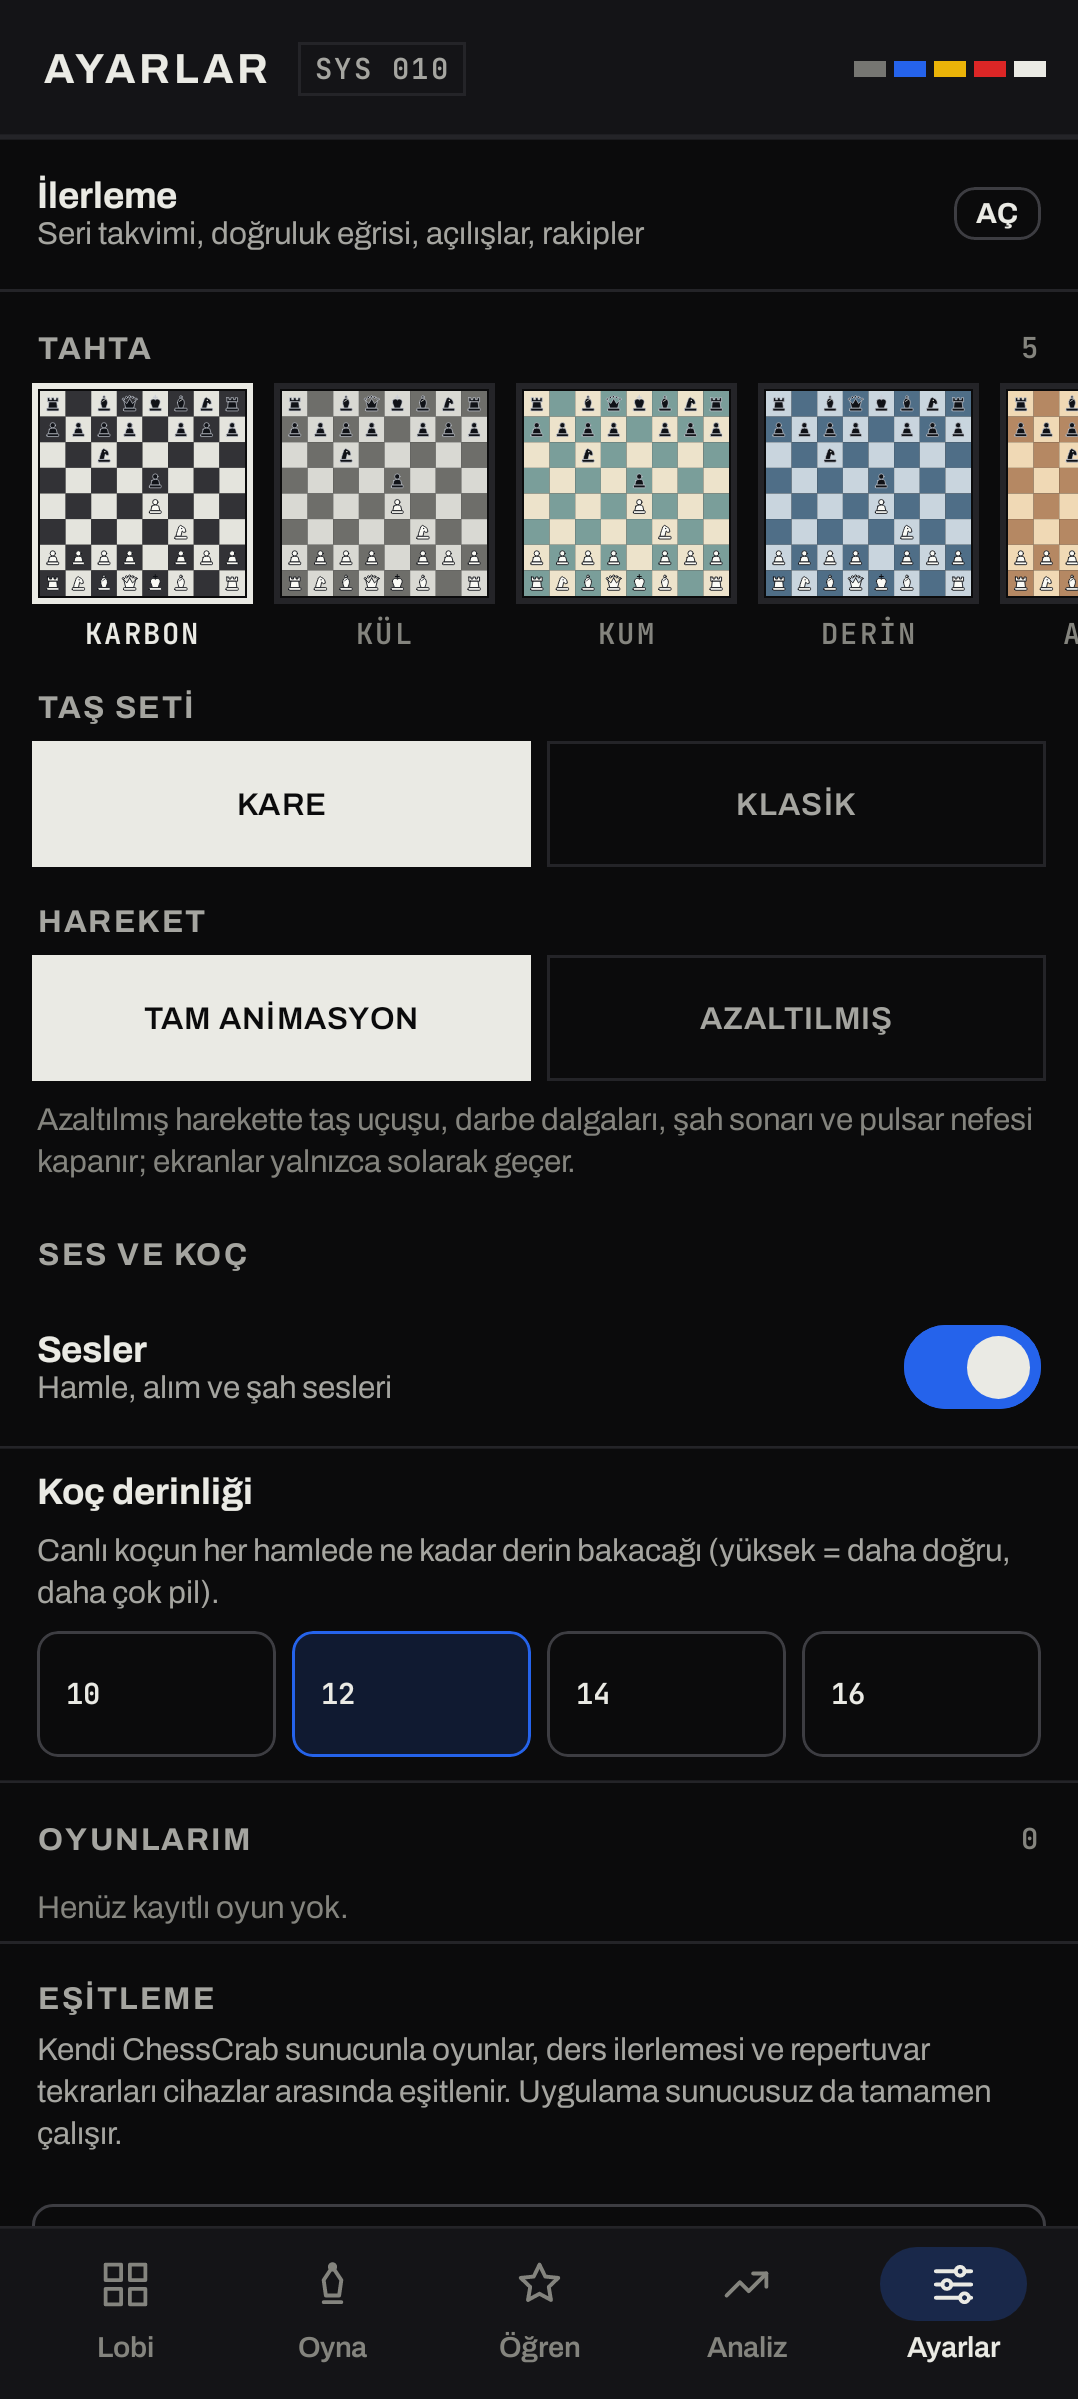 AYARLAR SYS 010
İlerleme
Seri takvimi, doğruluk eğrisi, açılışlar, rakipler
AÇ
TAHTA 5
KARBON KÜL KUM DERİN A
TAŞ SETİ
KARE KLASİK
HAREKET
TAM ANİMASYON AZALTILMIŞ
Azaltılmış harekette taş uçuşu, darbe dalgaları, şah sonarı ve pulsar nefesi
kapanır; ekranlar yalnızca solarak geçer.
SES VE KOÇ
Sesler
Hamle, alım ve şah sesleri
Koç derinliği
Canlı koçun her hamlede ne kadar derin bakacağı (yüksek = daha doğru,
daha çok pil).
10 12 14 16
OYUNLARIM 0
Henüz kayıtlı oyun yok.
EŞİTLEME
Kendi ChessCrab sunucunla oyunlar, ders ilerlemesi ve repertuvar
tekrarları cihazlar arasında eşitlenir. Uygulama sunucusuz da tamamen
çalışır.
Lobi Oyna Öğren Analiz Ayarlar